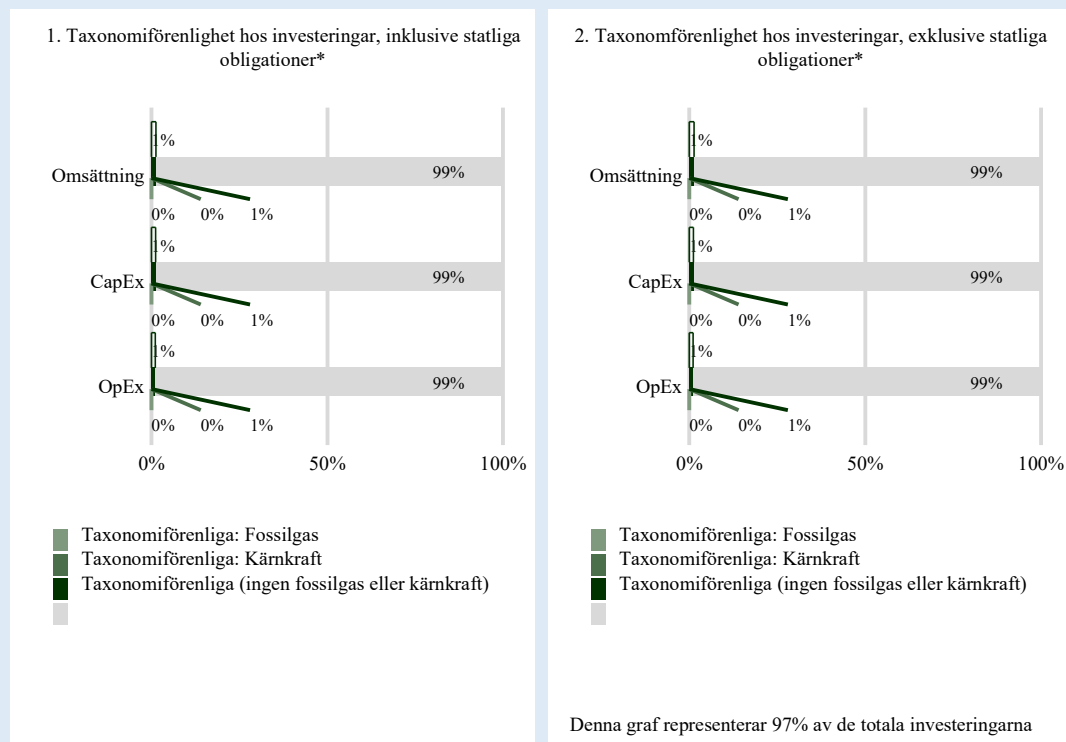 1. Taxonomiförenlighet hos investeringar, inklusive statliga
obligationer*
1%
Omsättning
99%
0% 0% 1%
1%
CapEx
99%
0% 0% 1%
1%
OpEx
99%
0% 0% 1%
0% 50% 100%
Taxonomiförenliga: Fossilgas
Taxonomiförenliga: Kärnkraft
Taxonomiförenliga (ingen fossilgas eller kärnkraft)
2. Taxonomförenlighet hos investeringar, exklusive statliga
obligationer*
1%
Omsättning
99%
0% 0% 1%
1%
CapEx
99%
0% 0% 1%
1%
OpEx
99%
0% 0% 1%
0% 50% 100%
Taxonomiförenliga: Fossilgas
Taxonomiförenliga: Kärnkraft
Taxonomiförenliga (ingen fossilgas eller kärnkraft)
Denna graf representerar 97% av de totala investeringarna